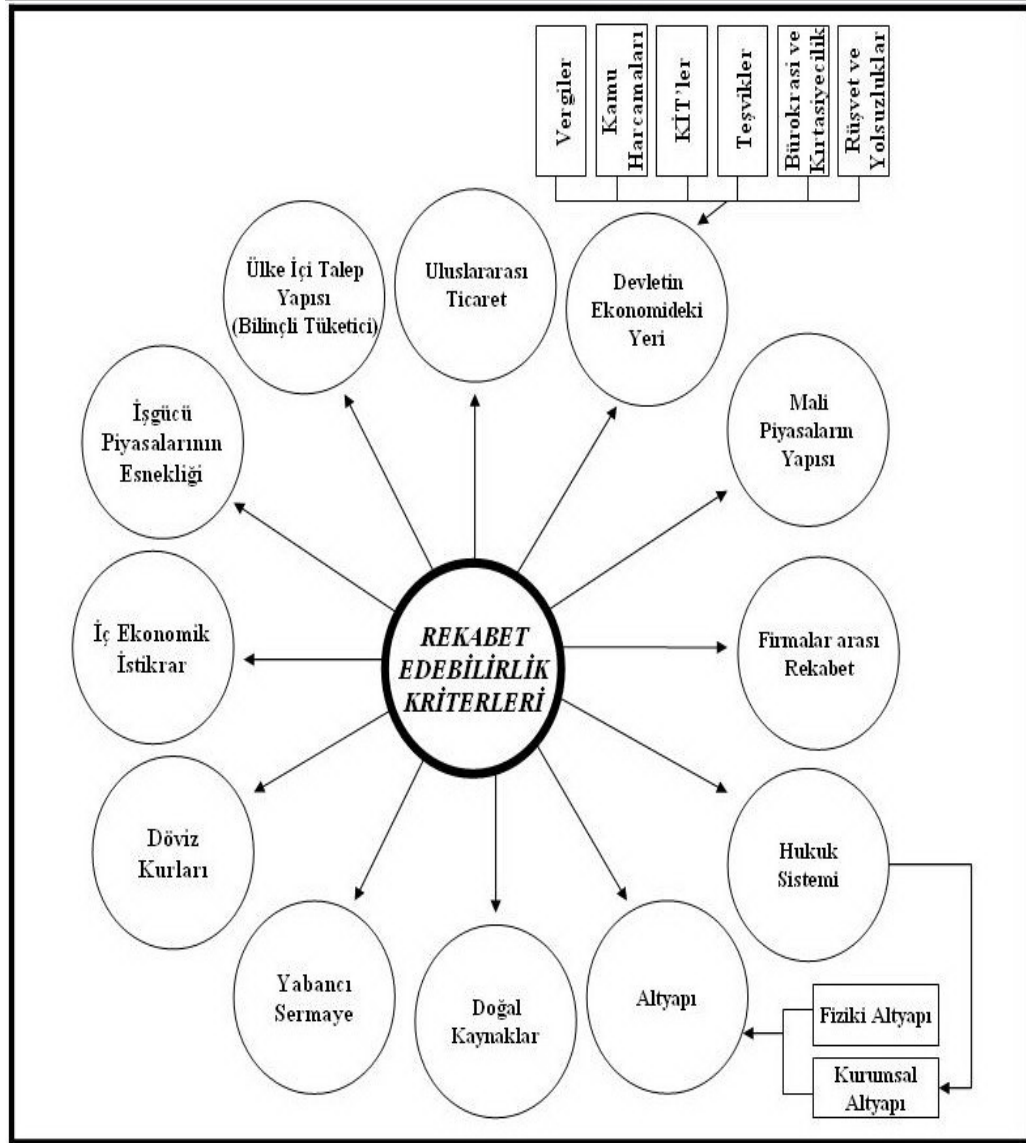 Vergiler
Kamu
Harcamaları
KİT'ler
Teşvikler
Bürokrasi ve
Kırtasiyecilik
Rüşvet ve
Yolsuzluklar
Ülke İçi Talep
Yapısı
(Bilinçli Tüketici)
Uluslararası
Ticaret
Devletin
Ekonomideki
Yeri
İşgücü
Piyasalarının
Esnekliği
Mali
Piyasaların
Yapısı
İç Ekonomik
İstikrar
REKABET
EDEBİLİRLİK
KRİTERLERİ
Firmalar arası
Rekabet
Döviz
Kurları
Hukuk
Sistemi
Yabancı
Sermaye
Doğal
Kaynaklar
Altyapı
Fiziki Altyapı
Kurumsal
Altyapı